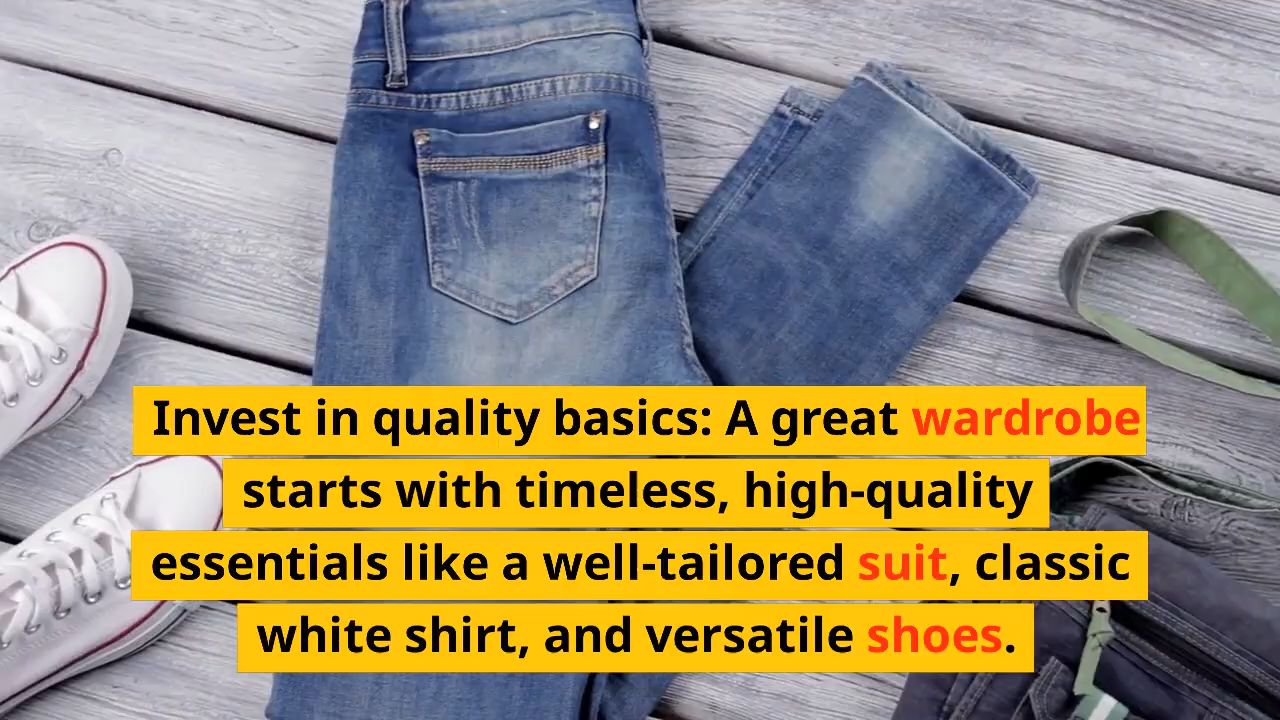 Invest in quality basics: A great wardrobe
starts with timeless, high-quality
essentials like a well-tailored suit, classic
white shirt, and versatile shoes.